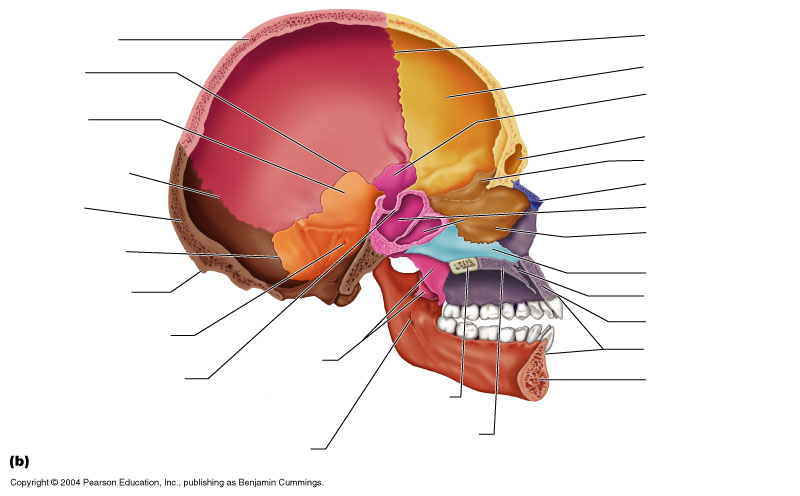 (b)
Copyright © 2004 Pearson Education, Inc., publishing as Benjamin Cummings.